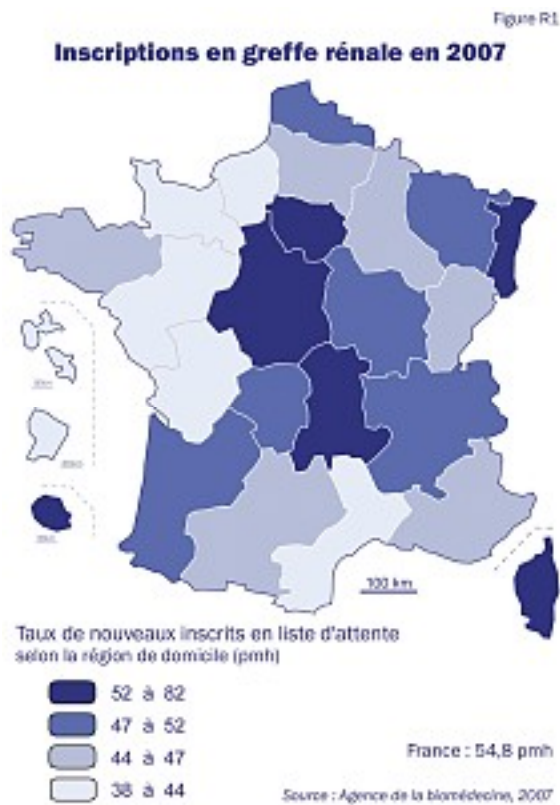 Figure R1
Inscriptions en greffe rénale en 2007
100 km
Taux de nouveaux inscrits en liste d'attente
selon la région de domicile (pmh)
52 à 82
47 à 52
44 à 47
38 à 44
France : 54,8 pmh
Source : Agence de la biomédecine, 2007